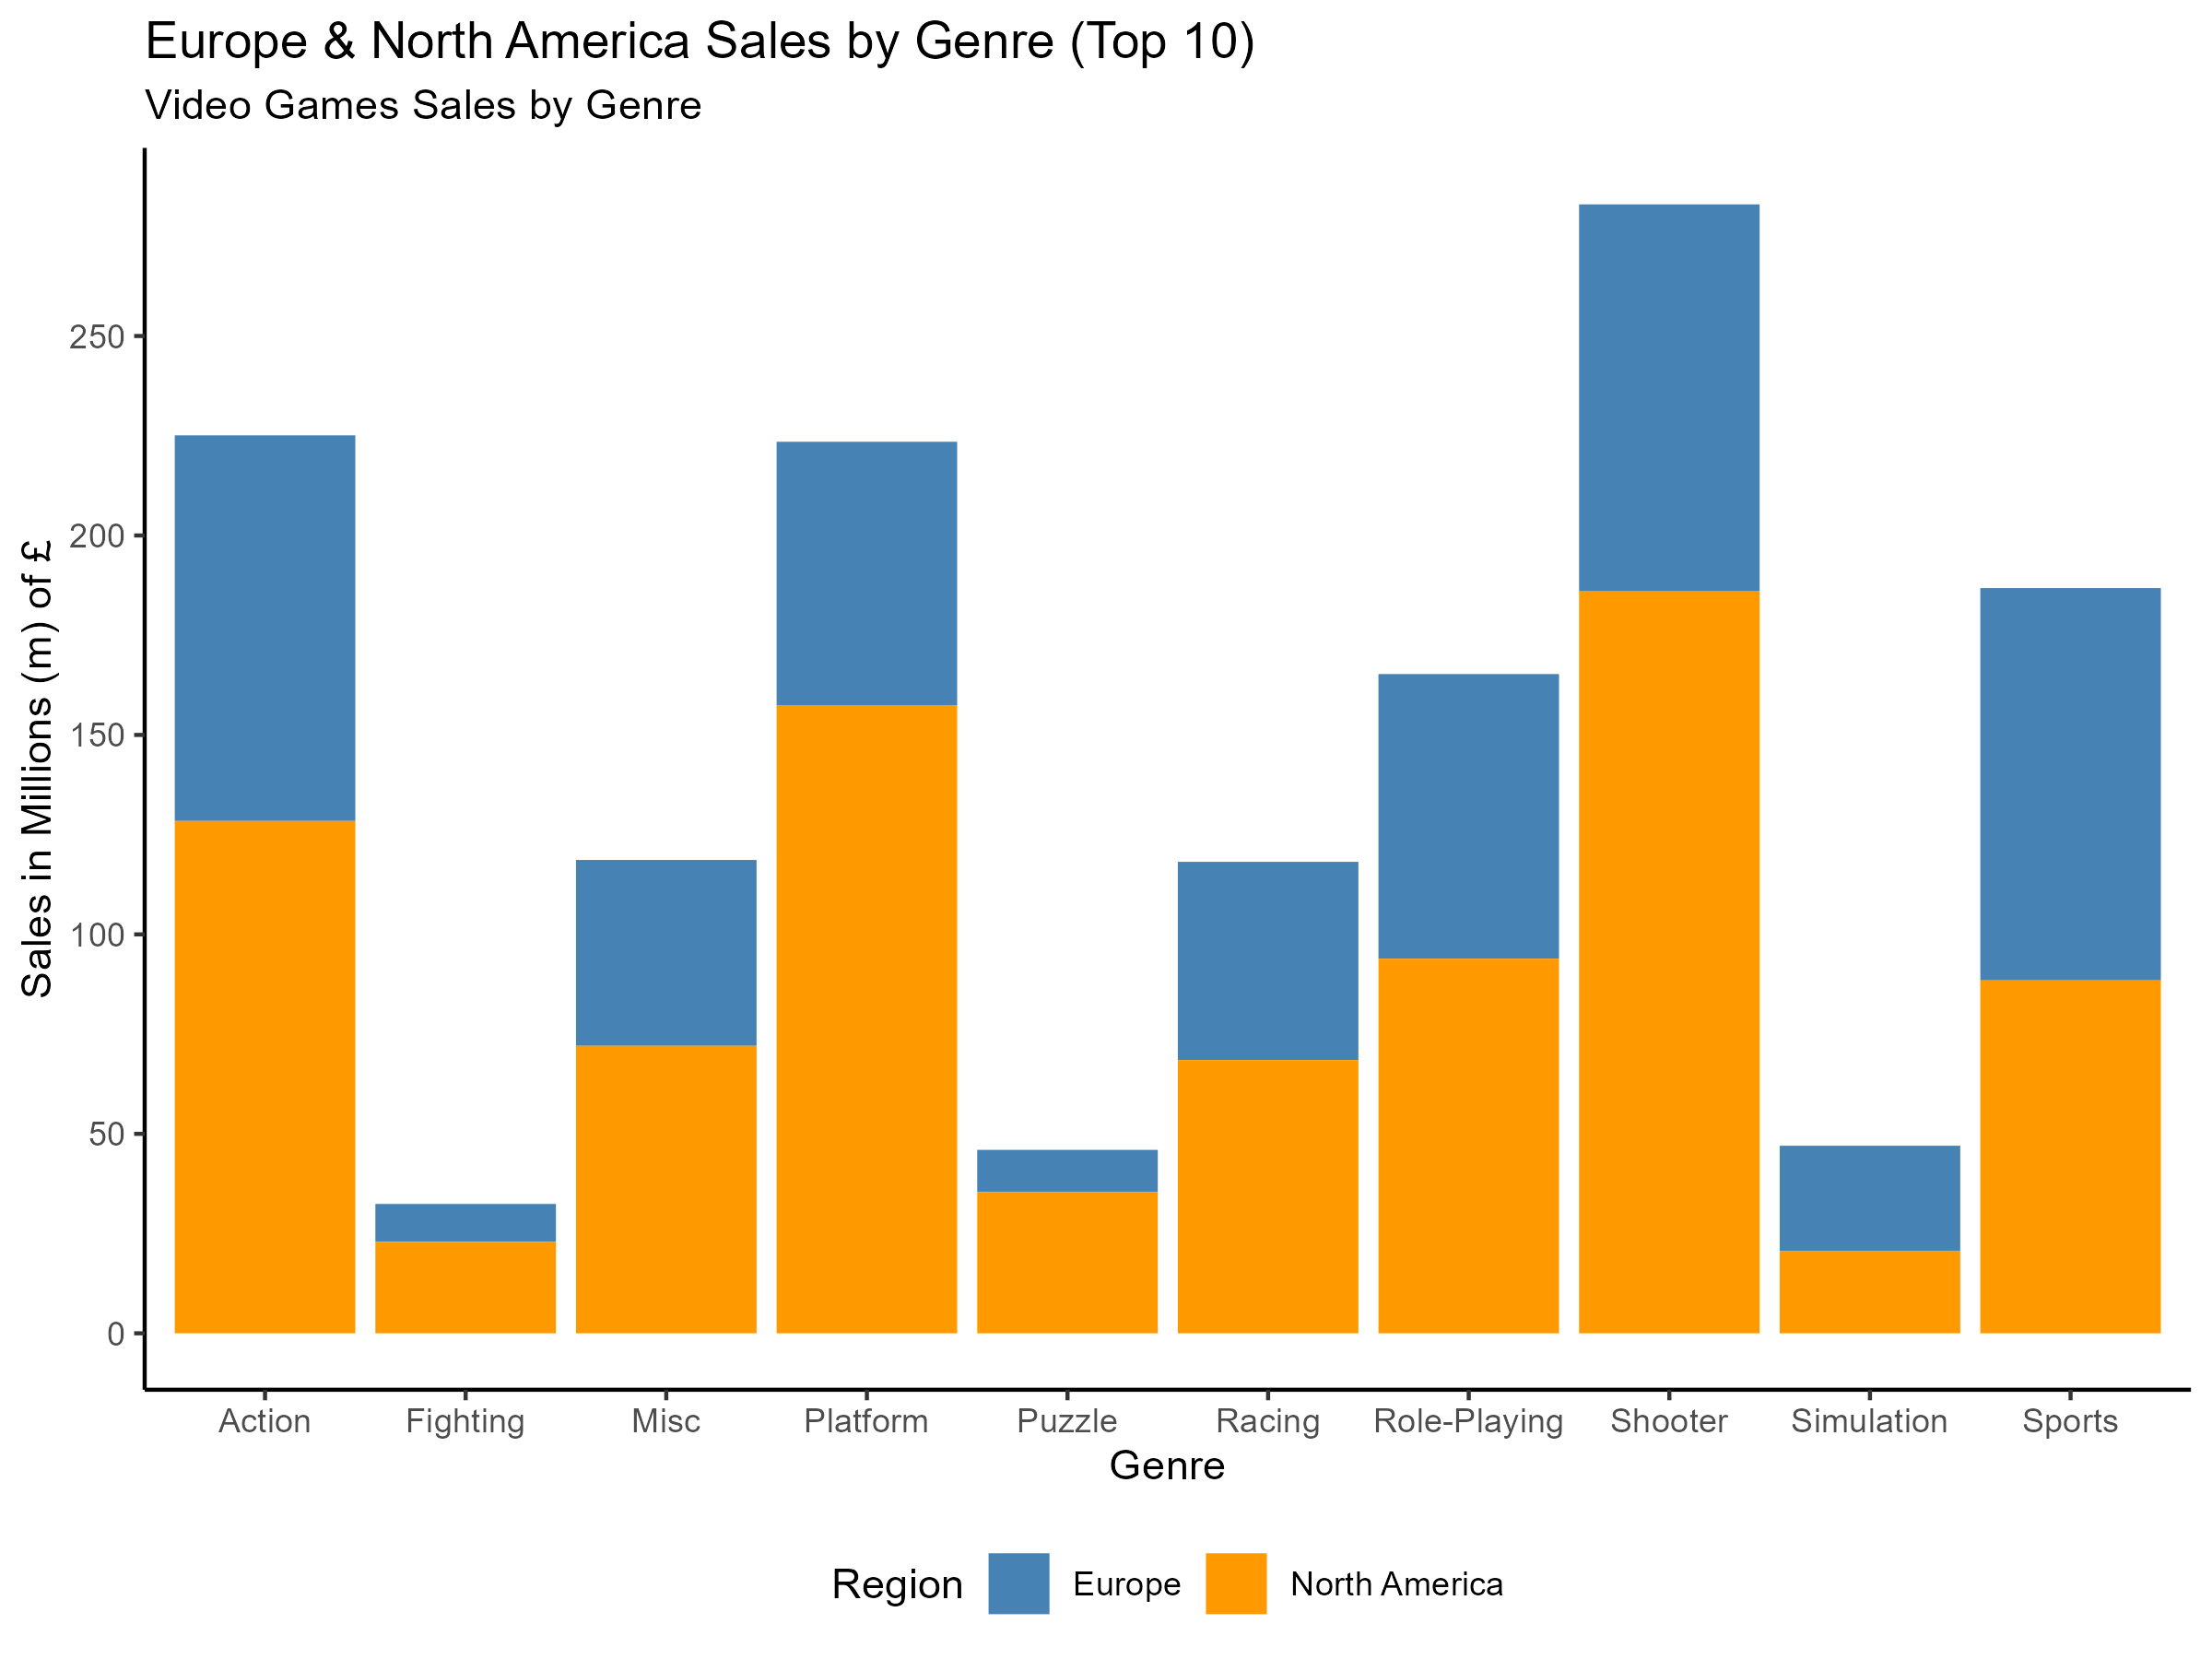 Europe & North America Sales by Genre (Top 10)
Video Games Sales by Genre
Sales in Millions (m) of £
250
200
150
100
50
0
Action Fighting Misc Platform Puzzle Racing Role-Playing Shooter Simulation Sports
Genre
Region Europe North America